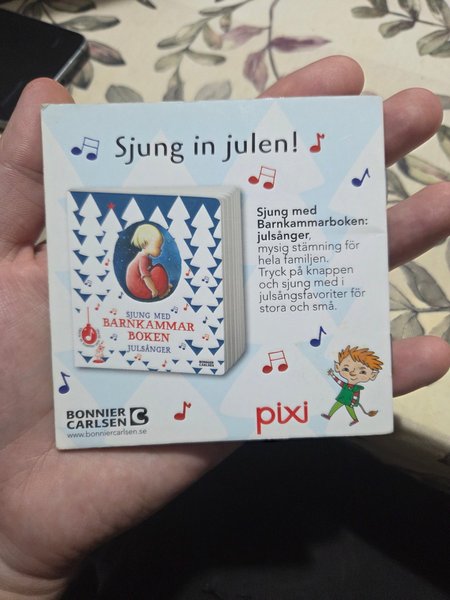 Sjung in julen!
Sjung med
Barnkammarboken:
julsånger,
mysig stämning för
hela familjen.
Tryck på knappen
och sjung med i
julsångsfavoriter för
stora och små.
SJUNG MED
BARNKAMMAR
BOKEN
JULSÅNGER
BONNIER
CARLSEN
BONNIER
CARLSEN
www.bonniercarlsen.se
pixi